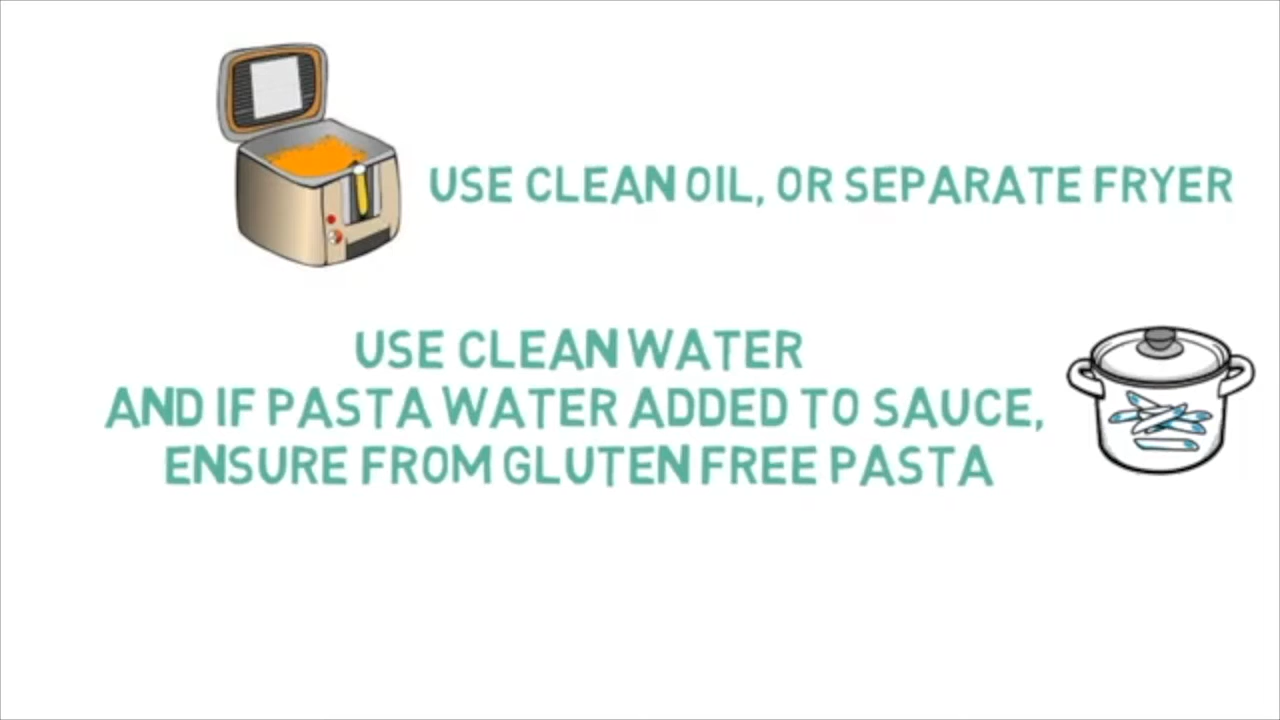 USE CLEAN OIL, OR SEPARATE FRYER
USE CLEAN WATER
AND IF PASTA WATER ADDED TO SAUCE,
ENSURE FROM GLUTEN FREE PASTA